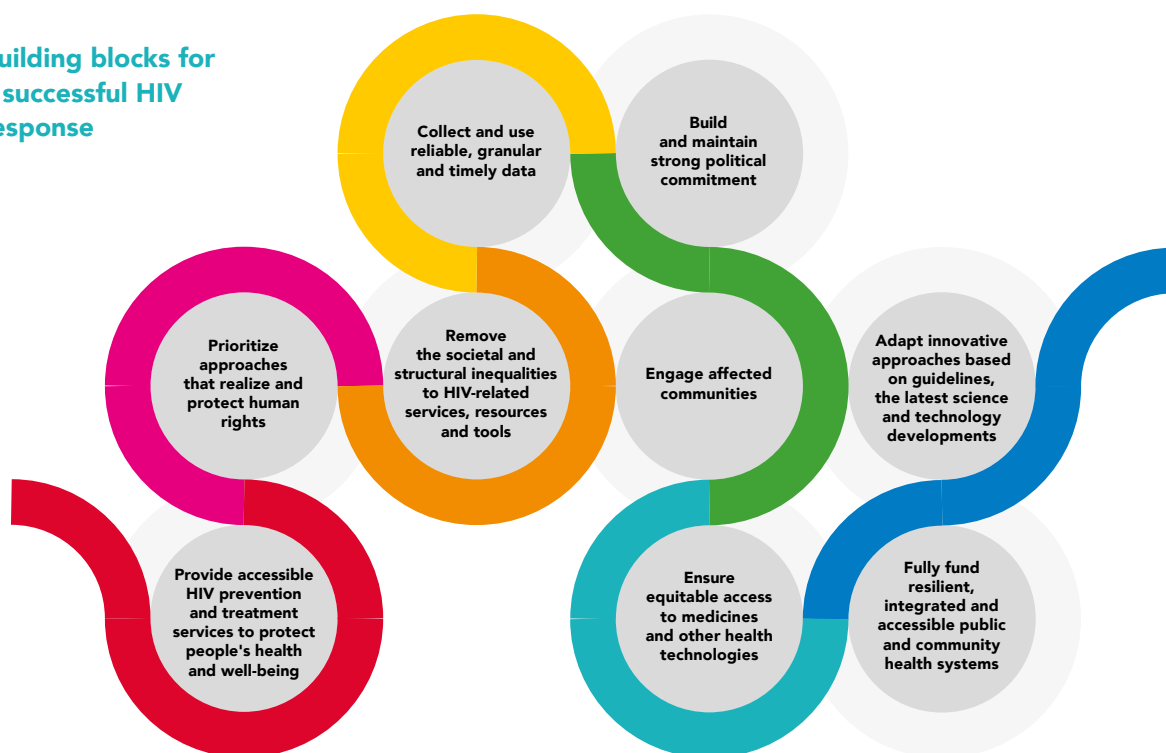 uilding blocks for
successful HIV
esponse
Collect and use
reliable, granular
and timely data
Build
and maintain
strong political
commitment
Prioritize
approaches
that realize and
protect human
rights
Remove
the societal and
structural inequalities
to HIV-related
services, resources
and tools
Engage affected
communities
Adapt innovative
approaches based
on guidelines,
the latest science
and technology
developments
Provide accessible
HIV prevention
and treatment
services to protect
people's health
and well-being
Ensure
equitable access
to medicines
and other health
technologies
Fully fund
resilient,
integrated and
accessible public
and community
health systems